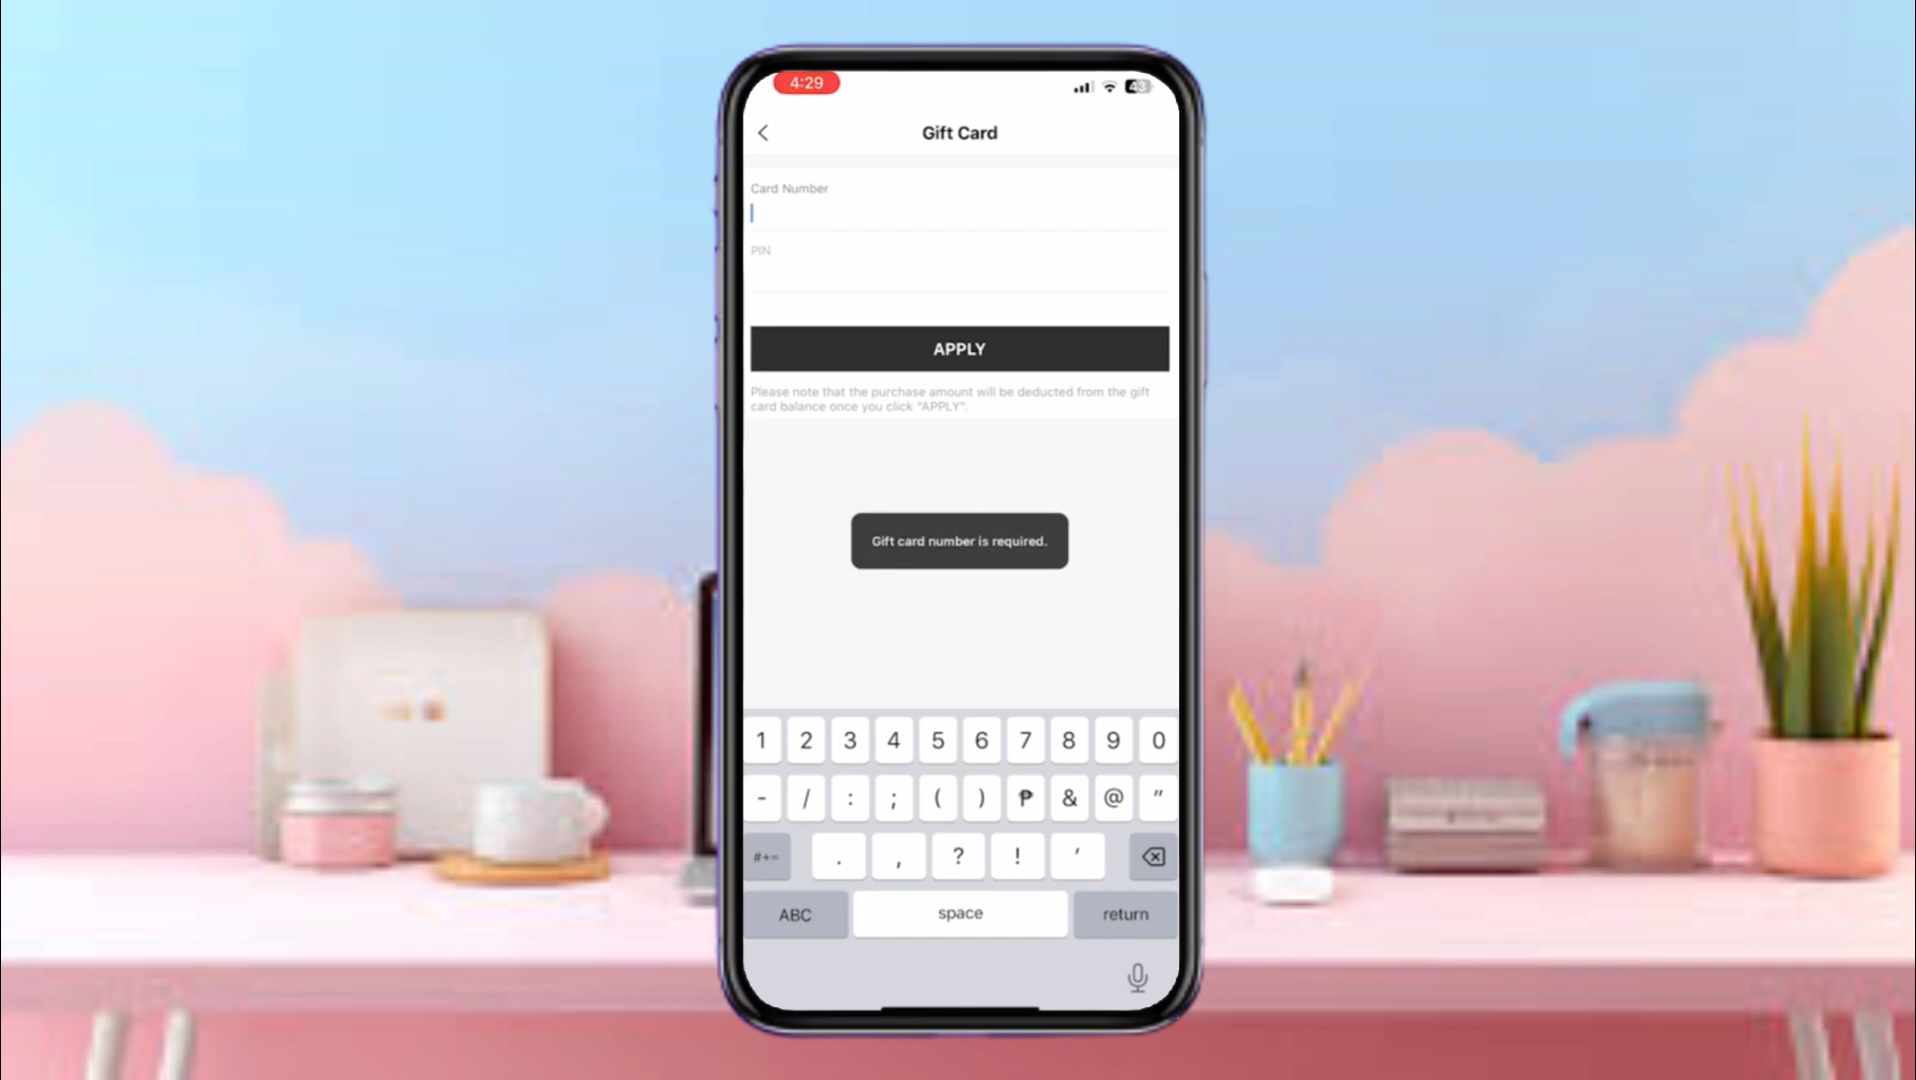 4:29
43
Gift Card
Card Number
PIN
APPLY
Please note that the purchase amount will be deducted from the gift
card balance once you click "APPLY".
Gift card number is required.
1 2 3 4 5 6 7 8 9 0
- / : ; ( ) ₱ & @ "
#+= . , ? ! '
ABC space return